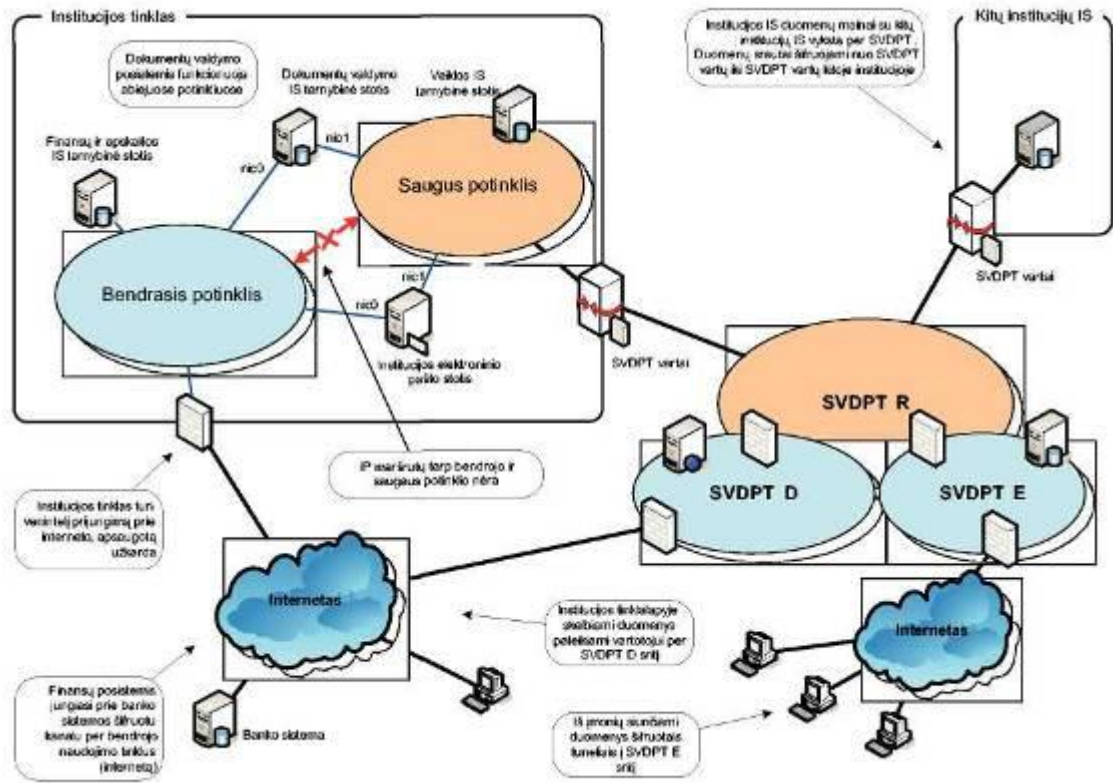 Institucijos tinklas
Kitų institucijų IS
Dokumentų valdymo
posistemis funkcionuoja
abiejuose potinkliuose
Dokumentų valdymo
IS tarnybinė stotis
Veiklos IS
tarnybinė stotis
Institucijos IS duomenų mainai su kitų
institucijų IS vyksta per SVDPT.
Duomenų srautai šifruojami nuo SVDPT
vartų iki SVDPT vartų kitoje institucijoje
Finansų ir apskaitos
IS tarnybinė stotis
nic0
nic1
Saugus potinklis
Bendrasis potinklis
nic1
nic0
Institucijos elektroninio
pašto stotis
SVDPT vartai
SVDPT vartai
SVDPT R
SVDPT D
SVDPT E
IP maršrutų tarp bendrojo ir
saugaus potinklio nėra
Institucijos tinklas turi
vienintelį prijungimą prie
interneto, apsaugotą
užkarda
Internetas
Internetas
Institucijos tinklalapyje
skelbiami duomenys
pateikiami vartotojui per
SVDPT D sritį
Finansų posistemis
jungiasi prie banko
sistemos šifruotu
kanalu per bendrojo
naudojimo tinklus
(internetą)
Banko sistema
Iš įmonių siunčiami
duomenys šifruotais
tuneliais į SVDPT E
sritį